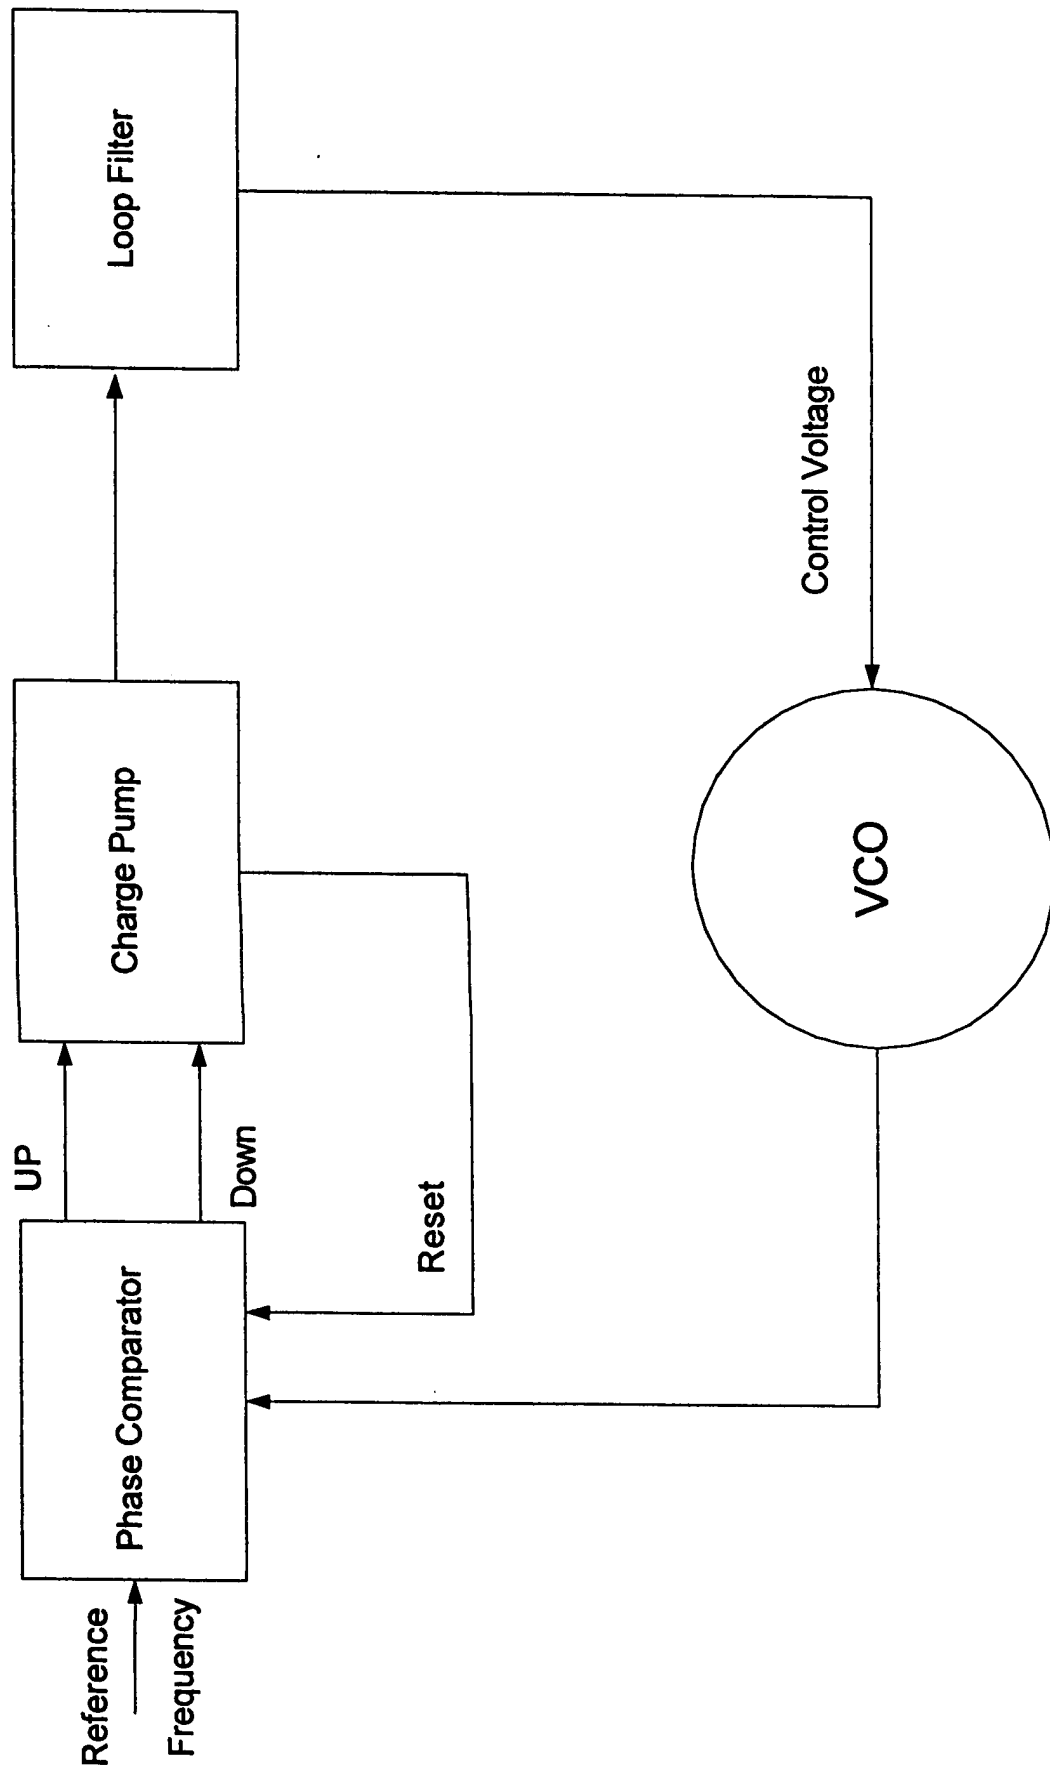 Reference
Frequency
Phase Comparator
UP
Down
Reset
Charge Pump
Loop Filter
Control Voltage
VCO